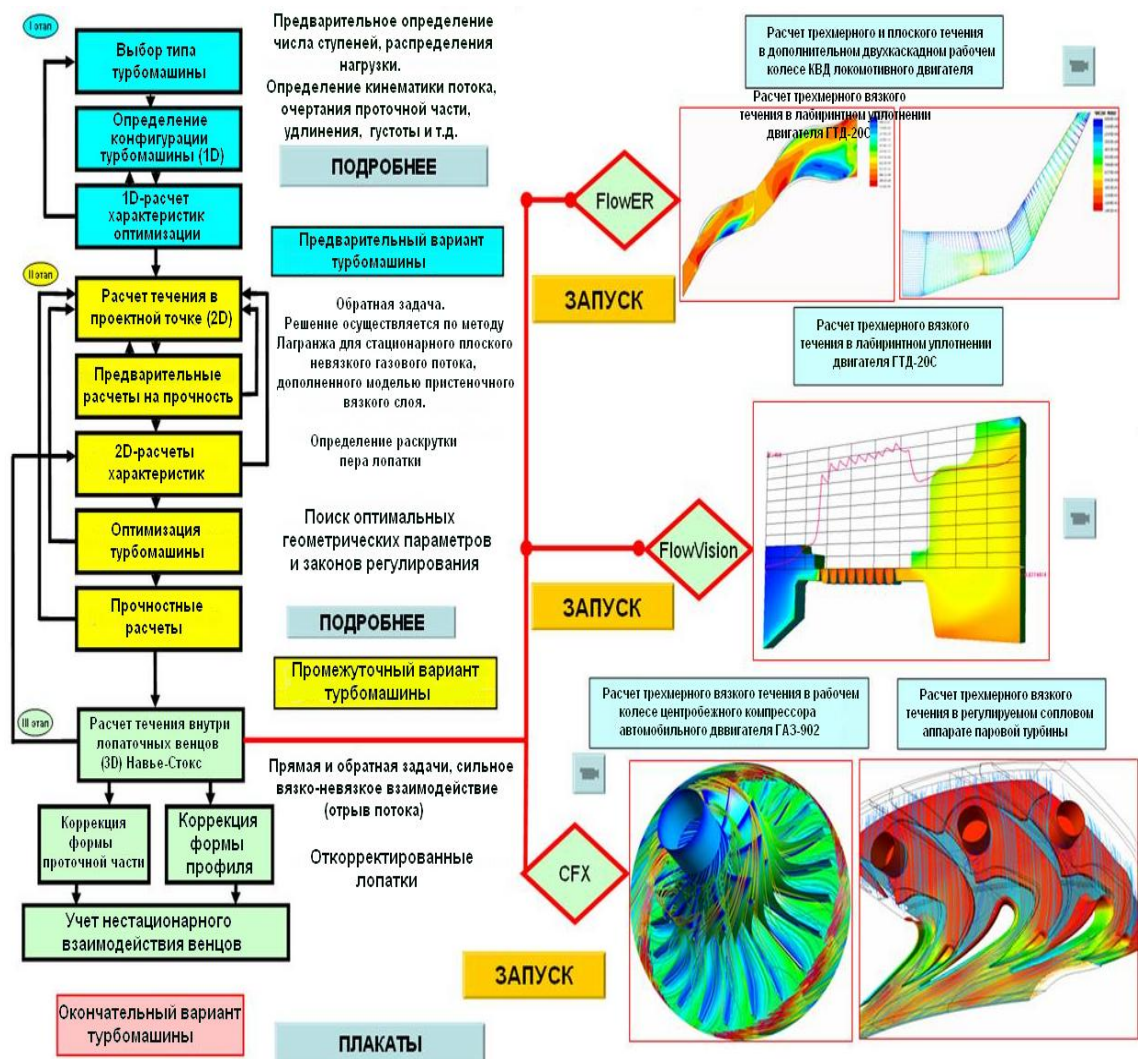 I этап
Выбор типа
турбомашины
Определение
конфигурации
турбомашины (1D)
1D-расчет
характеристик
оптимизации
II этап
Расчет течения в
проектной точке (2D)
Предварительные
расчеты на прочность
2D-расчеты
характеристик
Оптимизация
турбомашины
Прочностные
расчеты
III этап
Расчет течения внутри
лопаточных венцов
(3D) Навье-Стокс
Коррекция
формы
проточной части
Коррекция
формы
профиля
Учет нестационарного
взаимодействия венцов
Окончательный вариант
турбомашины
Предварительное определение
числа ступеней, распределения
нагрузки.
Определение кинематики потока,
очертания проточной части,
удлинения, густоты и т.д.
ПОДРОБНЕЕ
Предварительный вариант
турбомашины
Обратная задача.
Решение осуществляется по методу
Лагранжа для стационарного плоского
невязкого газового потока,
дополненного моделью пристеночного
вязкого слоя.
Определение раскрутки
пера лопатки
Поиск оптимальных
геометрических параметров
и законов регулирования
ПОДРОБНЕЕ
Промежуточный вариант
турбомашины
Прямая и обратная задачи, сильное
вязко-невязкое взаимодействие
(отрыв потока)
Откорректированные
лопатки
ПЛАКАТЫ
Расчет трехмерного и плоского течения
в дополнительном двухкаскадном рабочем
колесе КВД локомотивного двигателя
Расчет трехмерного вязкого
течения в лабиринтном уплотнении
двигателя ГТД-20С
FlowER
ЗАПУСК
Расчет трехмерного вязкого
течения в лабиринтном уплотнении
двигателя ГТД-20С
FlowVision
ЗАПУСК
Расчет трехмерного вязкого течения в рабочем
колесе центробежного компрессора
автомобильного дввигателя ГАЗ-902
Расчет трехмерного вязкого
течения в регулируемом сопловом
аппарате паровой турбины
CFX
ЗАПУСК